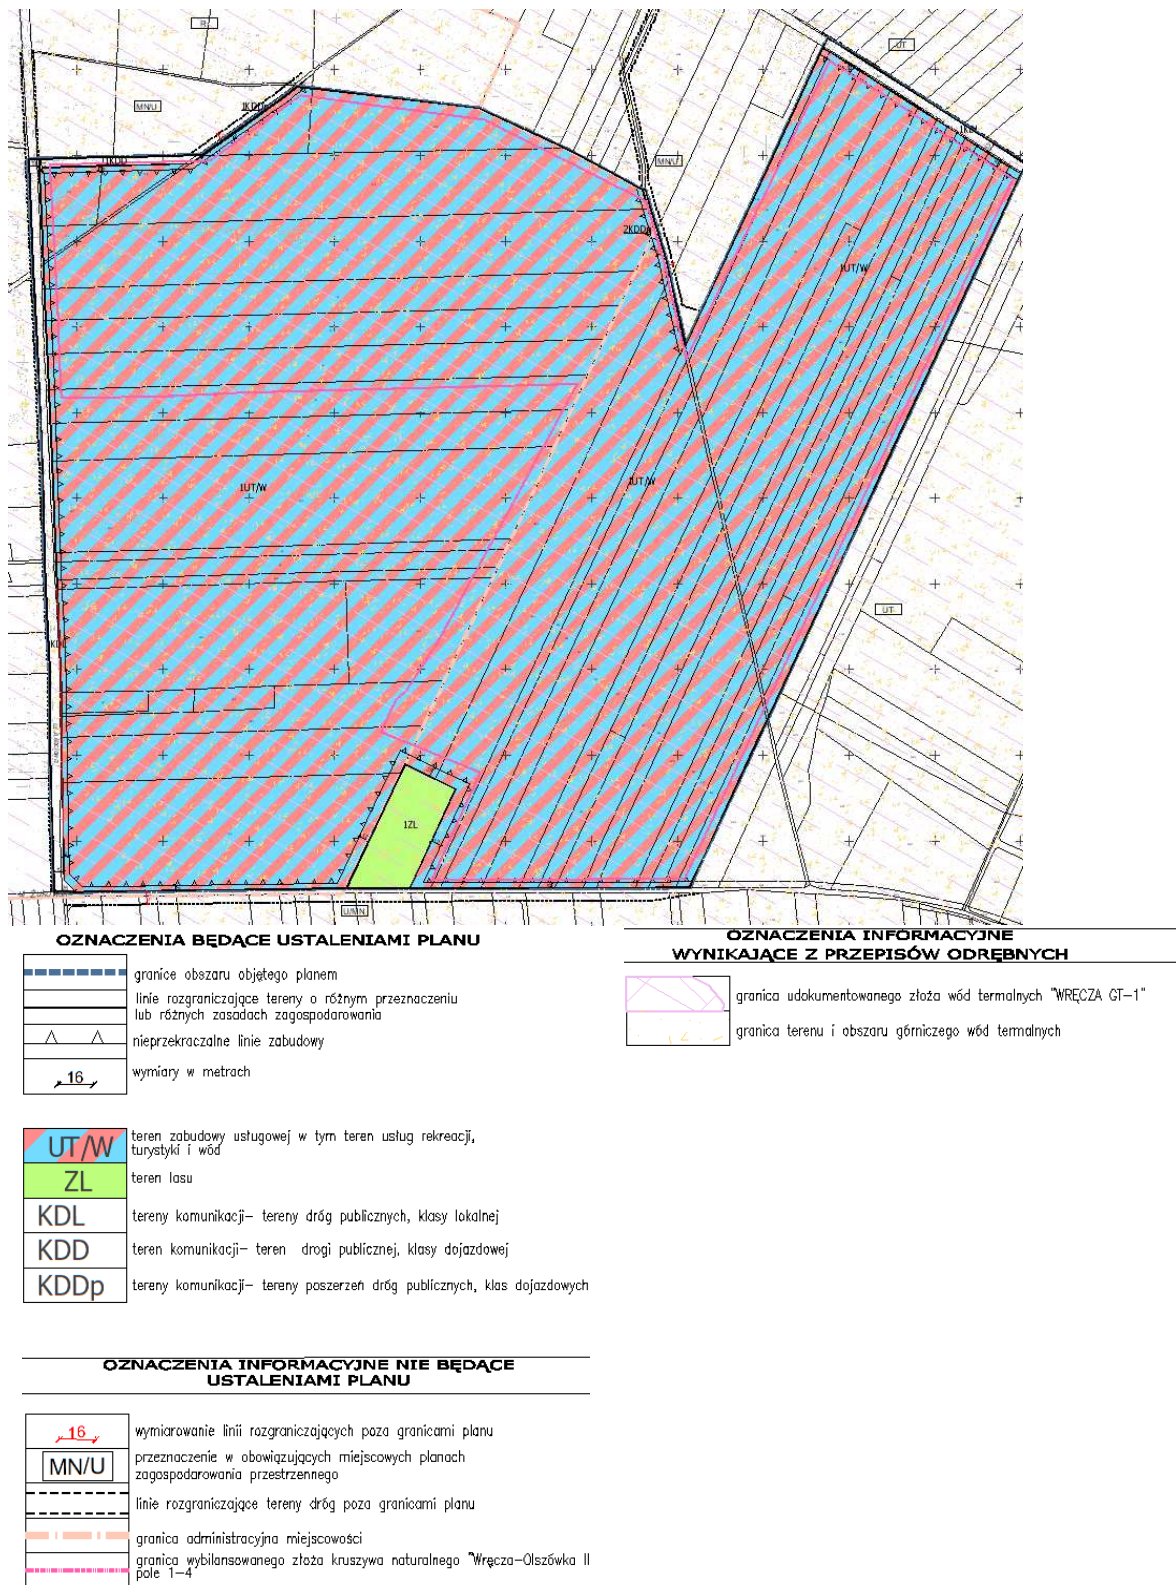 R
UT
MN/U
1KDDp
1KDL
1KDD
MN/U
2KDDp
1UT/W
1UT/W
1UT/W
UT
KDL
1ZL
U/MN
OZNACZENIA BĘDĄCE USTALENIAMI PLANU
granice obszaru objętego planem
linie rozgraniczające tereny o różnym przeznaczeniu
lub różnych zasadach zagospodarowania
nieprzekraczalne linie zabudowy
16 wymiary w metrach
UT/W teren zabudowy usługowej w tym teren usług rekreacji,
turystyki i wód
ZL teren lasu
KDL tereny komunikacji– tereny dróg publicznych, klasy lokalnej
KDD teren komunikacji– teren drogi publicznej, klasy dojazdowej
KDDp tereny komunikacji– tereny poszerzeń dróg publicznych, klas dojazdowych
OZNACZENIA INFORMACYJNE
WYNIKAJĄCE Z PRZEPISÓW ODRĘBNYCH
granica udokumentowanego złoża wód termalnych "WRĘCZA GT–1"
granica terenu i obszaru górniczego wód termalnych
OZNACZENIA INFORMACYJNE NIE BĘDĄCE
USTALENIAMI PLANU
16 wymiarowanie linii rozgraniczających poza granicami planu
MN/U przeznaczenie w obowiązujących miejscowych planach
zagospodarowania przestrzennego
linie rozgraniczające tereny dróg poza granicami planu
granica administracyjna miejscowości
granica wybilansowanego złoża kruszywa naturalnego "Wręcza–Olszówka II
pole 1–4"